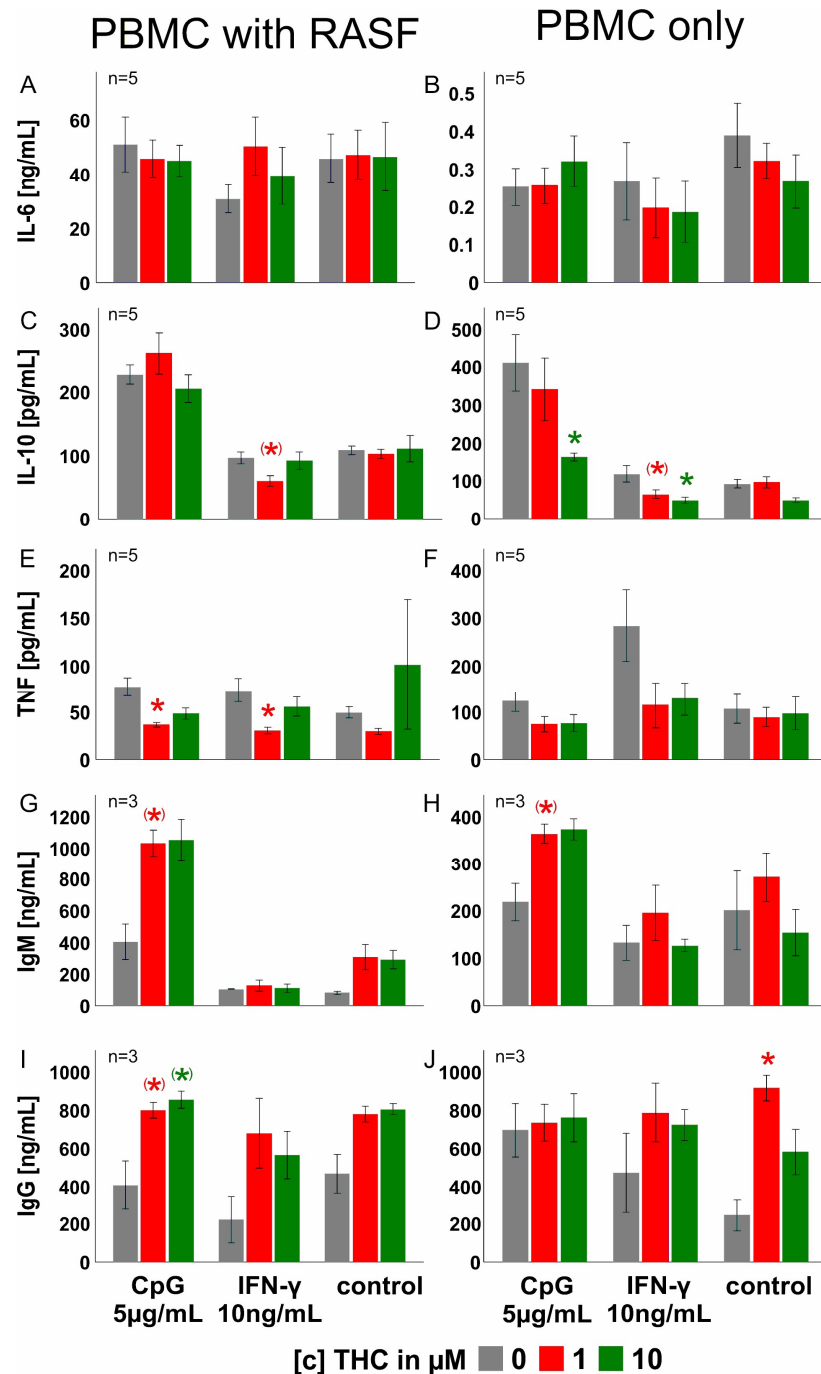 PBMC with RASF
PBMC only
A
n=5
IL-6 [ng/mL]
60
40
20
0
B
n=5
0.5
0.4
0.3
0.2
0.1
0
C
n=5
IL-10 [pg/mL]
300
200
100
0
(*)
D
n=5
500
400
300
200
100
0
*
(*)
*
E
n=5
TNF [pg/mL]
200
150
100
50
0
*
*
F
n=5
400
300
200
100
0
G
n=3
IgM [ng/mL]
1200
1000
800
600
400
200
0
(*)
H
n=3
400
300
200
100
0
(*)
I
n=3
IgG [ng/mL]
1000
800
600
400
200
0
(*)
(*)
J
n=3
1000
800
600
400
200
0
*
CpG
5µg/mL
IFN-γ
10ng/mL
control
CpG
5µg/mL
IFN-γ
10ng/mL
control
[c] THC in µM 0 1 10